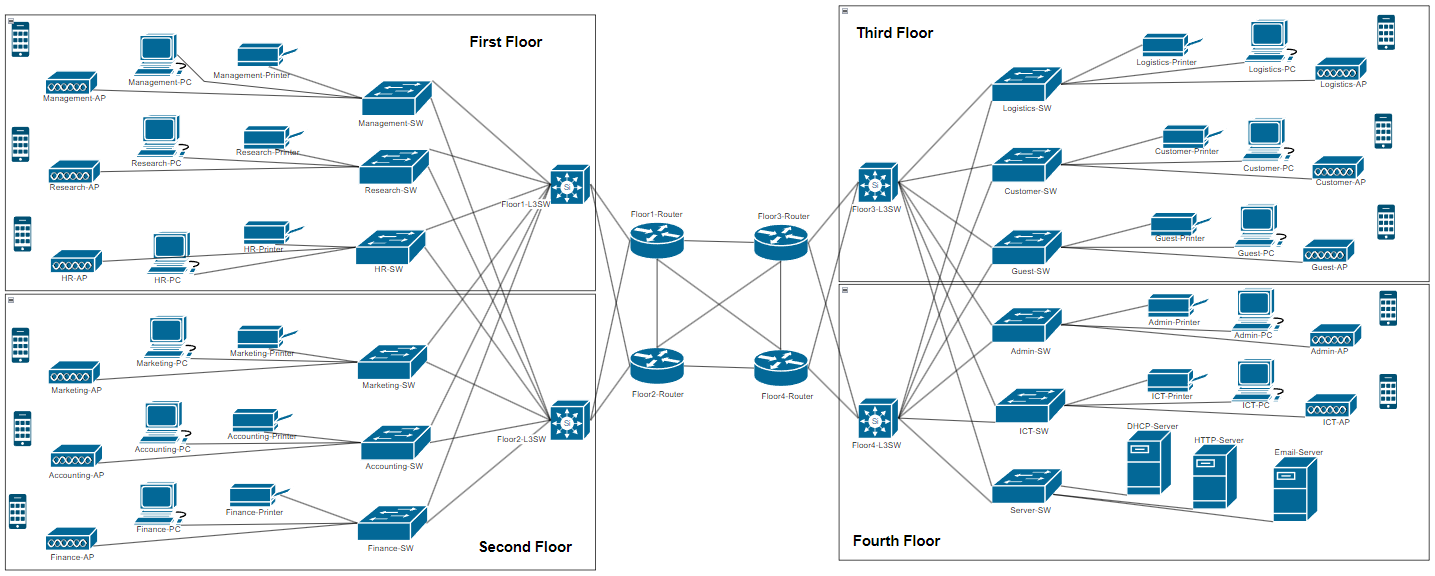 First Floor
Management-PC
Management-Printer
Management-AP
Management-SW
Research-PC
Research-Printer
Research-AP
Research-SW
HR-Printer
HR-AP
HR-PC
HR-SW
Si
Floor1-L3SW
Marketing-PC
Marketing-Printer
Marketing-AP
Marketing-SW
Accounting-PC
Accounting-Printer
Accounting-AP
Accounting-SW
Si
Floor2-L3SW
Finance-PC
Finance-Printer
Finance-AP
Finance-SW
Second Floor
Floor1-Router
Floor3-Router
Floor2-Router
Floor4-Router
Third Floor
Logistics-Printer
Logistics-PC
Logistics-AP
Logistics-SW
Customer-Printer
Customer-PC
Customer-AP
Customer-SW
Si
Floor3-L3SW
Guest-Printer
Guest-PC
Guest-AP
Guest-SW
Admin-Printer
Admin-PC
Admin-AP
Admin-SW
ICT-Printer
ICT-PC
ICT-AP
ICT-SW
Si
Floor4-L3SW
DHCP-Server
HTTP-Server
Email-Server
Server-SW
Fourth Floor